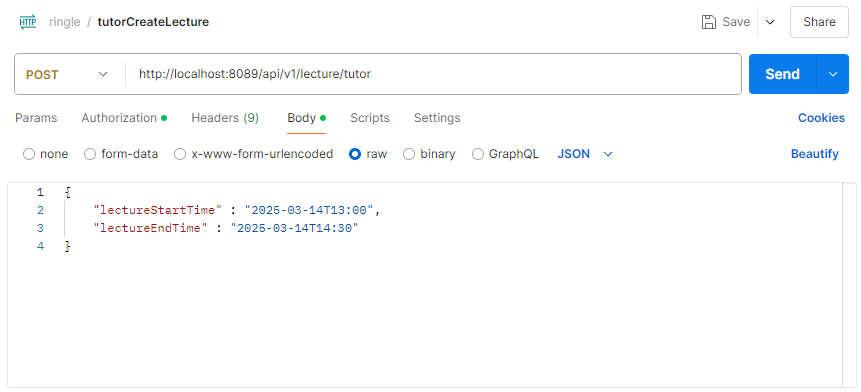 HTTP ringle / tutorCreateLecture Save Share
POST http://localhost:8089/api/v1/lecture/tutor Send
Params Authorization Headers (9) Body Scripts Settings Cookies
none form-data x-www-form-urlencoded raw binary GraphQL JSON Beautify
1 {
2 "lectureStartTime" : "2025-03-14T13:00",
3 "lectureEndTime" : "2025-03-14T14:30"
4 }